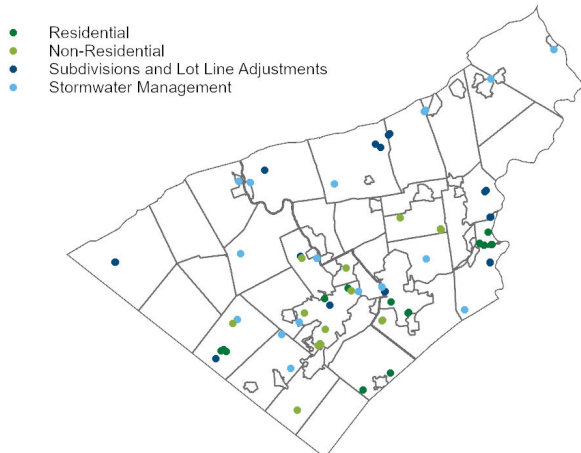 Residential
Non-Residential
Subdivisions and Lot Line Adjustments
Stormwater Management